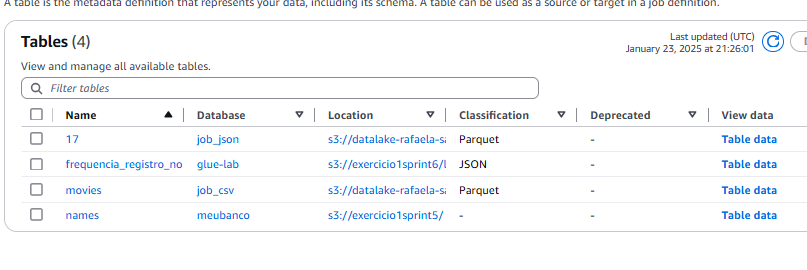 A table is the metadata definition that represents your data, including its schema. A table can be used as a source or target in a job definition.
Tables (4)
Last updated (UTC)
January 23, 2025 at 21:26:01
View and manage all available tables.
Filter tables
Name Database Location Classification Deprecated View data
17 job_json s3://datalake-rafaela-sa Parquet - Table data
frequencia_registro_no glue-lab s3://exercicio1sprint6/l JSON - Table data
movies job_csv s3://datalake-rafaela-sa Parquet - Table data
names meubanco s3://exercicio1sprint5/ - - Table data